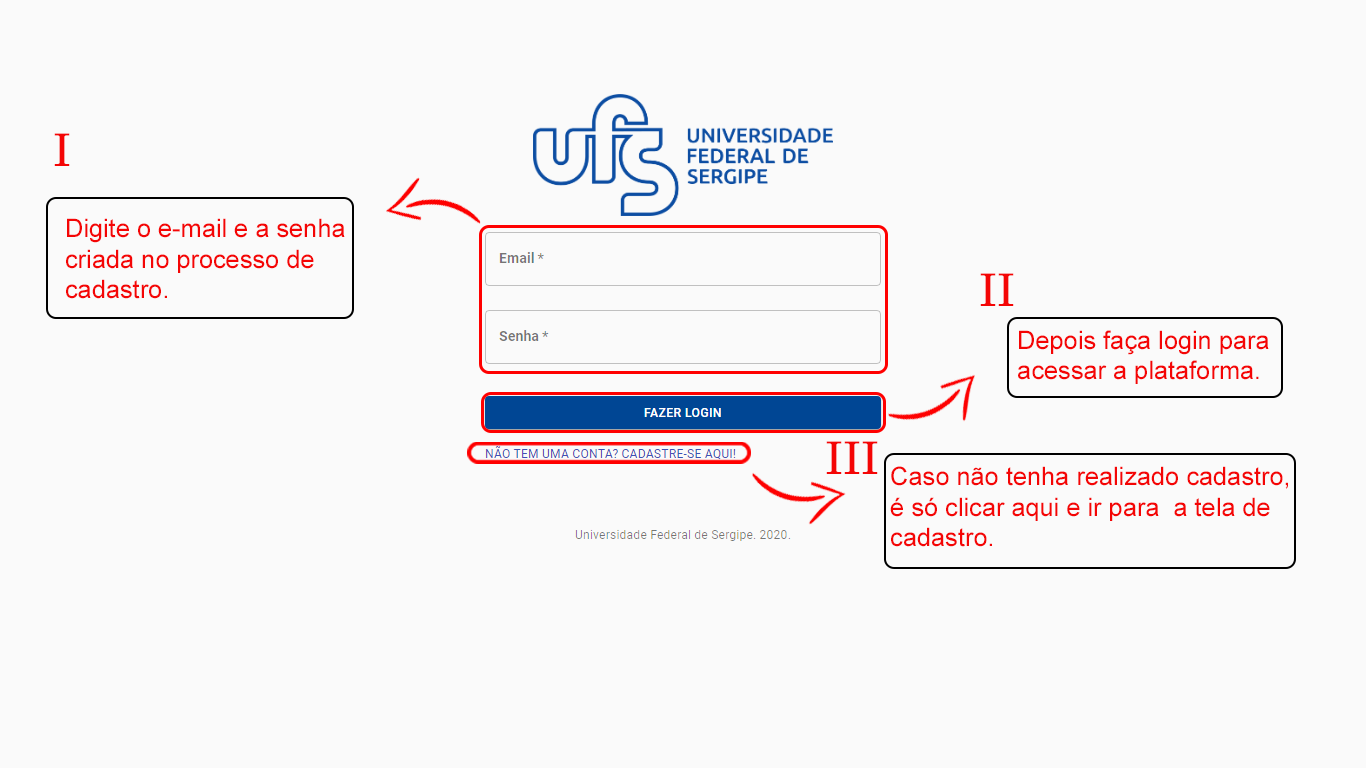 ufs
UNIVERSIDADE
FEDERAL DE
SERGIPE
I
Digite o e-mail e a senha
criada no processo de
cadastro.
Email *
Senha *
II
Depois faça login para
acessar a plataforma.
FAZER LOGIN
NÃO TEM UMA CONTA? CADASTRE-SE AQUI!
III
Caso não tenha realizado cadastro,
é só clicar aqui e ir para a tela de
cadastro.
Universidade Federal de Sergipe. 2020.